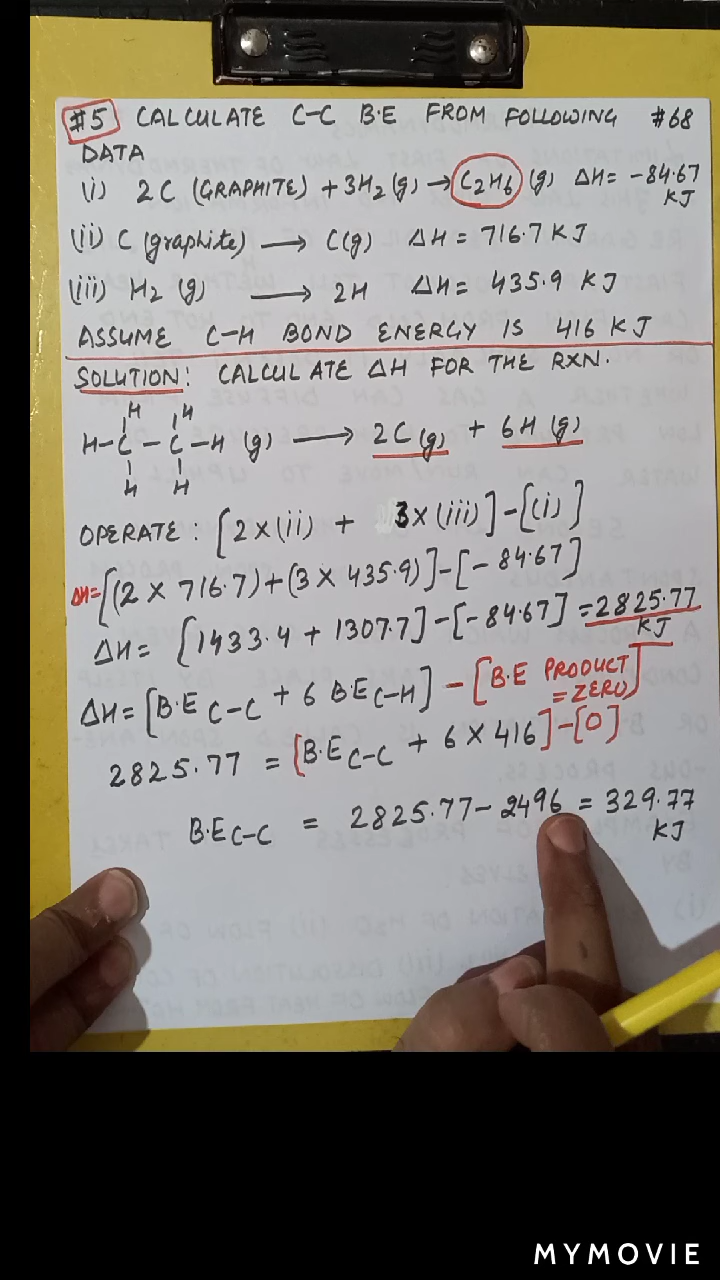 #5 CALCULATE C-C B·E FROM FOLLOWING #68
DATA
(i) 2C (GRAPHITE) + 3H₂ (g) → C₂H₆ (g) ΔH = -84.67
KJ
(ii) C (graphite) → C(g) ΔH = 716.7 KJ
(iii) H₂ (g) → 2H ΔH = 435.9 KJ
ASSUME C-H BOND ENERGY IS 416 KJ
SOLUTION: CALCULATE ΔH FOR THE RXN.
H H
H-C-C-H (g) → 2C(g) + 6H (g)
H H
OPERATE: [2×(ii) + 3×(iii)] - [(i)]
ΔH= [(2 × 716.7)+(3 × 435.9)] - [-84.67]
ΔH = [1433.4 + 1307.7] - [-84.67] = 2825.77
KJ
ΔH = [B·E C-C + 6 BE C-H] - [B·E PRODUCT
= ZERO]
2825.77 = [B·E C-C + 6 × 416] - [0]
B·E C-C = 2825.77 - 2496 = 329.77
KJ
MYMOVIE